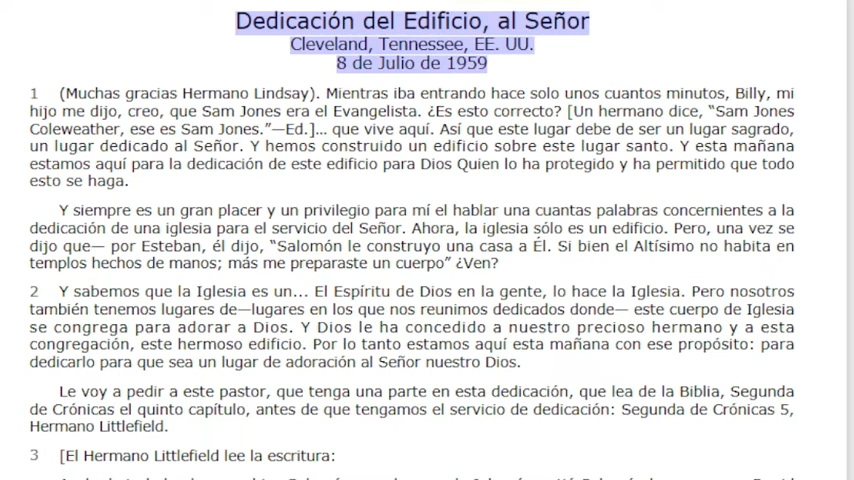 Dedicación del Edificio, al Señor
Cleveland, Tennessee, EE. UU.
8 de Julio de 1959
1 (Muchas gracias Hermano Lindsay). Mientras iba entrando hace solo unos cuantos minutos, Billy, mi
hijo me dijo, creo, que Sam Jones era el Evangelista. ¿Es esto correcto? [Un hermano dice, “Sam Jones
Coleweather, ese es Sam Jones.”—Ed.]... que vive aquí. Así que este lugar debe de ser un lugar sagrado,
un lugar dedicado al Señor. Y hemos construido un edificio sobre este lugar santo. Y esta mañana
estamos aquí para la dedicación de este edificio para Dios Quien lo ha protegido y ha permitido que todo
esto se haga.
Y siempre es un gran placer y un privilegio para mí el hablar una cuantas palabras concernientes a la
dedicación de una iglesia para el servicio del Señor. Ahora, la iglesia sólo es un edificio. Pero, una vez se
dijo que— por Esteban, él dijo, “Salomón le construyo una casa a Él. Si bien el Altísimo no habita en
templos hechos de manos; más me preparaste un cuerpo” ¿Ven?
2 Y sabemos que la Iglesia es un... El Espíritu de Dios en la gente, lo hace la Iglesia. Pero nosotros
también tenemos lugares de—lugares en los que nos reunimos dedicados donde— este cuerpo de Iglesia
se congrega para adorar a Dios. Y Dios le ha concedido a nuestro precioso hermano y a esta
congregación, este hermoso edificio. Por lo tanto estamos aquí esta mañana con ese propósito: para
dedicarlo para que sea un lugar de adoración al Señor nuestro Dios.
Le voy a pedir a este pastor, que tenga una parte en esta dedicación, que lea de la Biblia, Segunda
de Crónicas el quinto capítulo, antes de que tengamos el servicio de dedicación: Segunda de Crónicas 5,
Hermano Littlefield.
3 [El Hermano Littlefield lee la escritura: